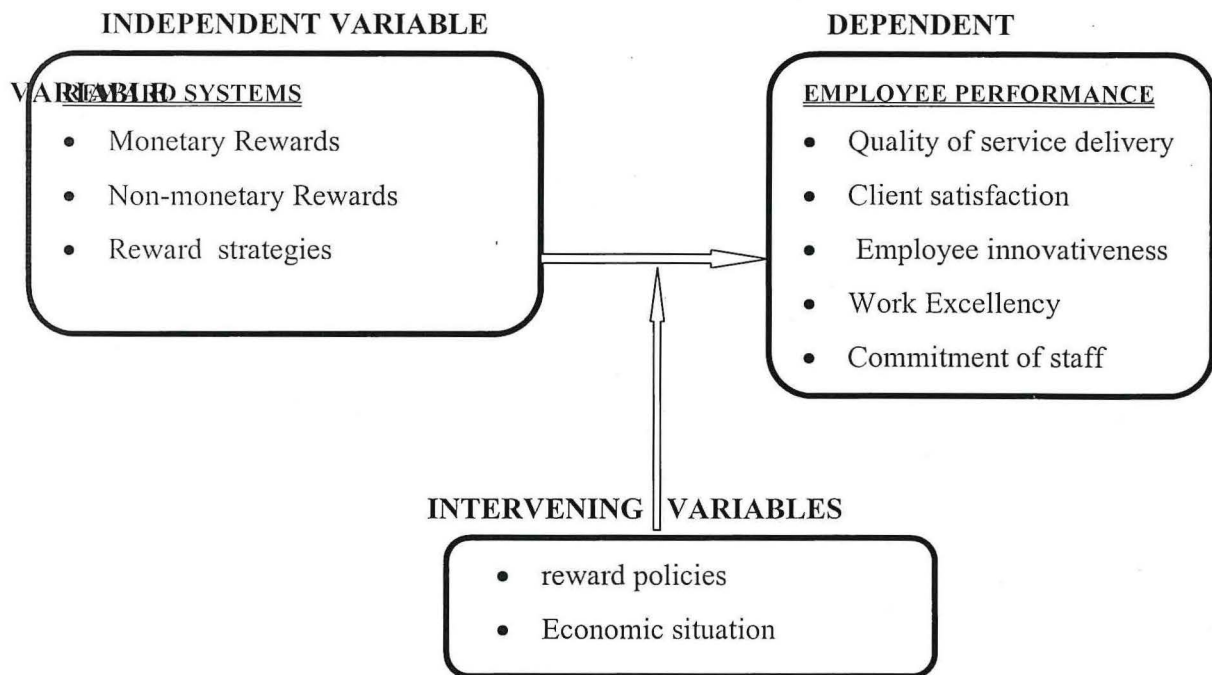 INDEPENDENT VARIABLE
DEPENDENT
VARIABLE
REWARD SYSTEMS
• Monetary Rewards
• Non-monetary Rewards
• Reward strategies
EMPLOYEE PERFORMANCE
• Quality of service delivery
• Client satisfaction
• Employee innovativeness
• Work Excellency
• Commitment of staff
INTERVENING VARIABLES
• reward policies
• Economic situation